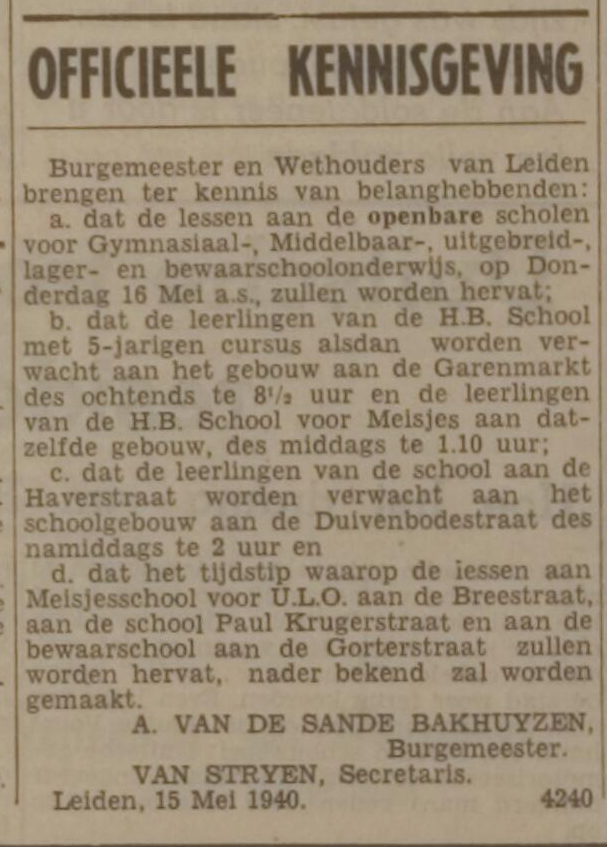 OFFICIEELE KENNISGEVING
Burgemeester en Wethouders van Leiden
brengen ter kennis van belanghebbenden:
a. dat de lessen aan de openbare scholen
voor Gymnasiaal-, Middelbaar-, uitgebreid-,
lager- en bewaarschoolonderwijs, op Don-
derdag 16 Mei a.s., zullen worden hervat;
b. dat de leerlingen van de H.B. School
met 5-jarigen cursus alsdan worden ver-
wacht aan het gebouw aan de Garenmarkt
des ochtends te 8½ uur en de leerlingen
van de H.B. School voor Meisjes aan dat-
zelfde gebouw, des middags te 1.10 uur;
c. dat de leerlingen van de school aan de
Haverstraat worden verwacht aan het
schoolgebouw aan de Duivenbodestraat des
namiddags te 2 uur en
d. dat het tijdstip waarop de lessen aan
Meisjesschool voor U.L.O. aan de Breestraat,
aan de school Paul Krugerstraat en aan de
bewaarschool aan de Gorterstraat zullen
worden hervat, nader bekend zal worden
gemaakt.
A. VAN DE SANDE BAKHUYZEN,
Burgemeester.
VAN STRYEN, Secretaris.
Leiden, 15 Mei 1940. 4240